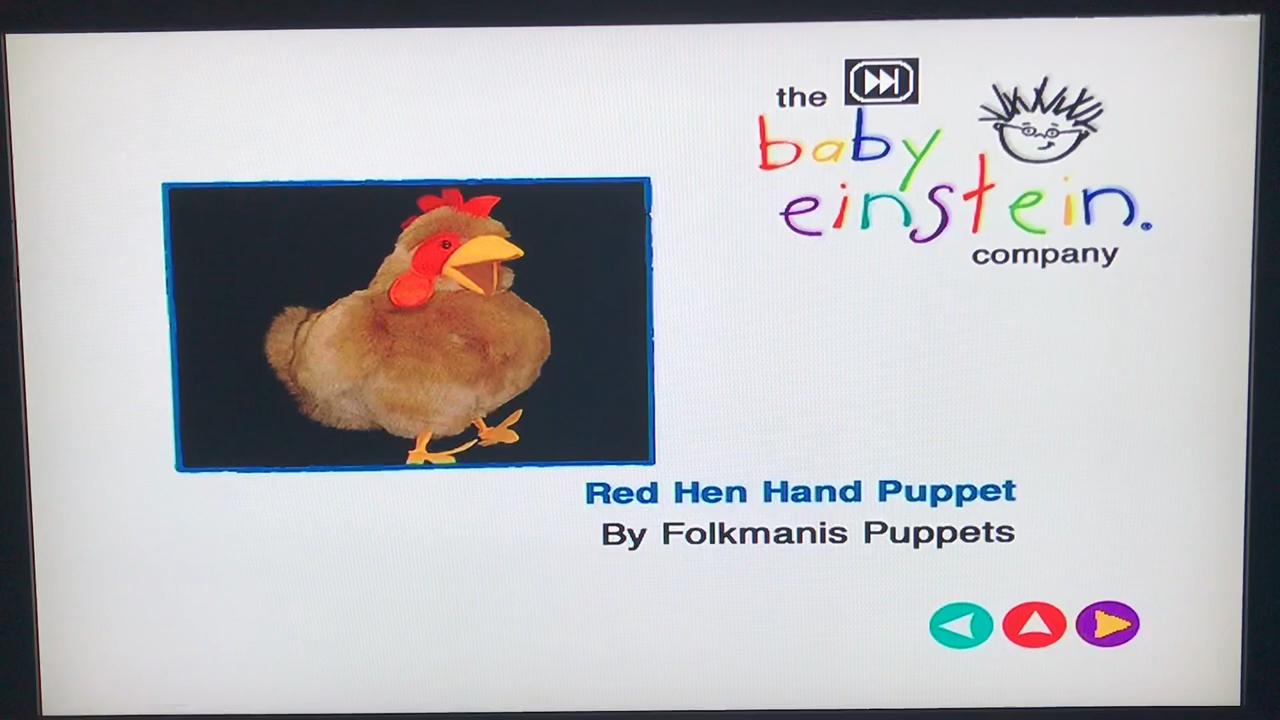 the
baby
einstein.
company
Red Hen Hand Puppet
By Folkmanis Puppets